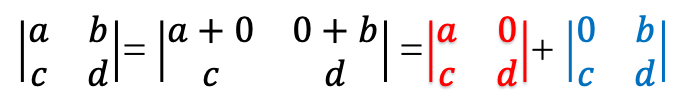 |a b| = |a + 0 0 + b| = |a 0| + |0 b|
|c d| |c d| |c d| |c d|